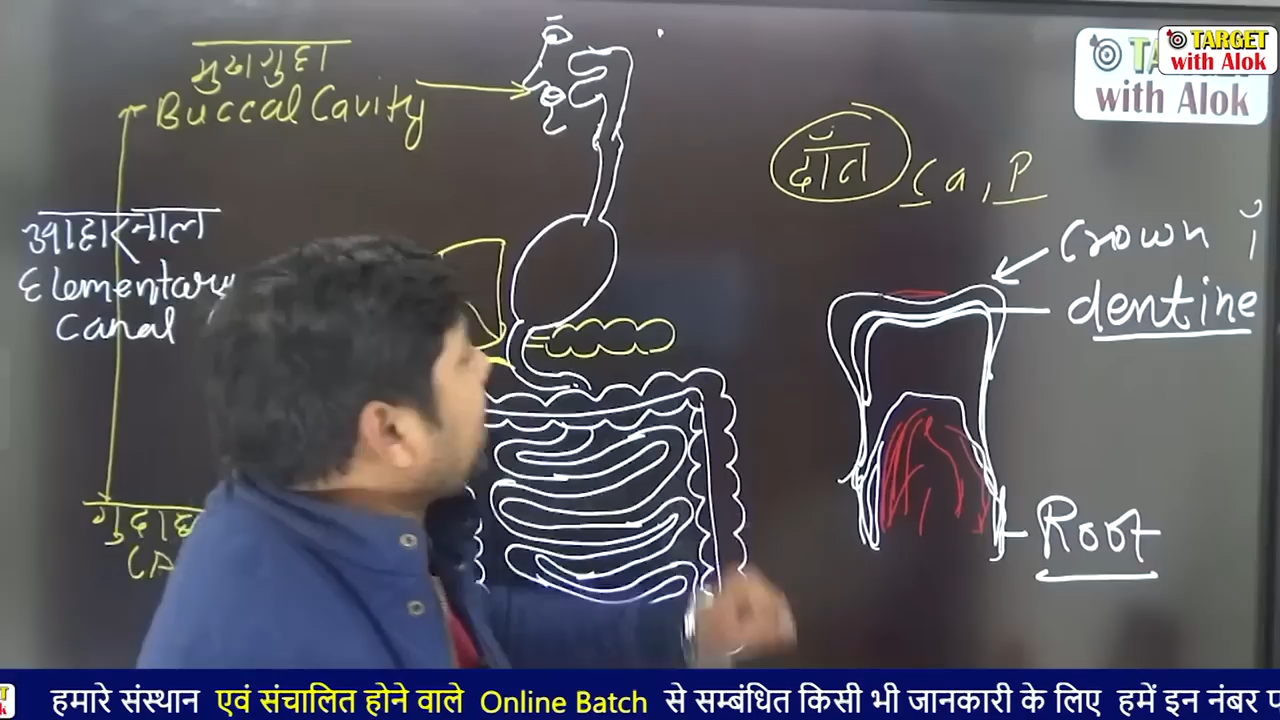 मुखगुहा
Buccal Cavity
आहारनाल
Elementary
Canal
गुदा
(A
दाँत
Ca, P
Crown
dentine
Root
TARGET
with Alok
with Alok
हमारे संस्थान एवं संचालित होने वाले Online Batch से सम्बंधित किसी भी जानकारी के लिए हमें इन नंबर